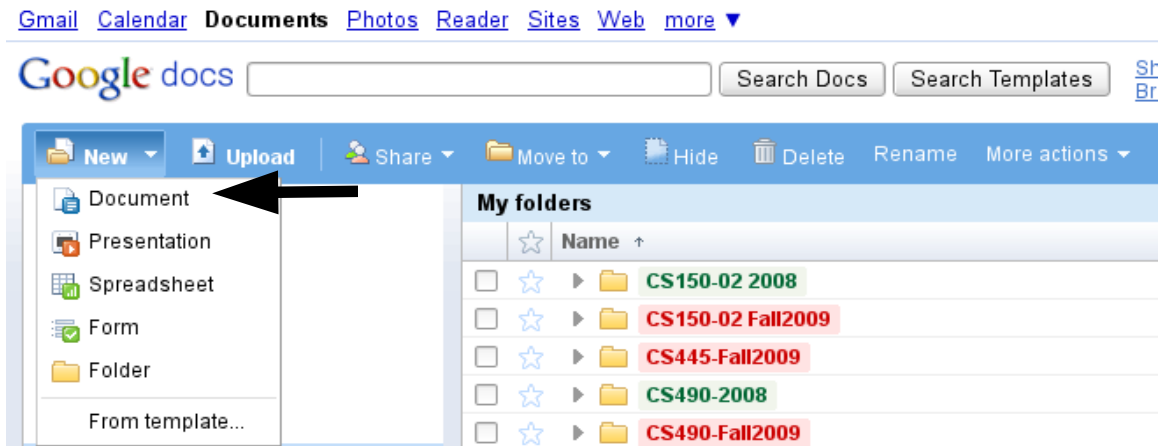 Gmail Calendar Documents Photos Reader Sites Web more ▼
Google docs Search Docs Search Templates Sh
Br
New Upload Share Move to Hide Delete Rename More actions
Document
Presentation
Spreadsheet
Form
Folder
From template...
My folders
Name ↑
CS150-02 2008
CS150-02 Fall2009
CS445-Fall2009
CS490-2008
CS490-Fall2009